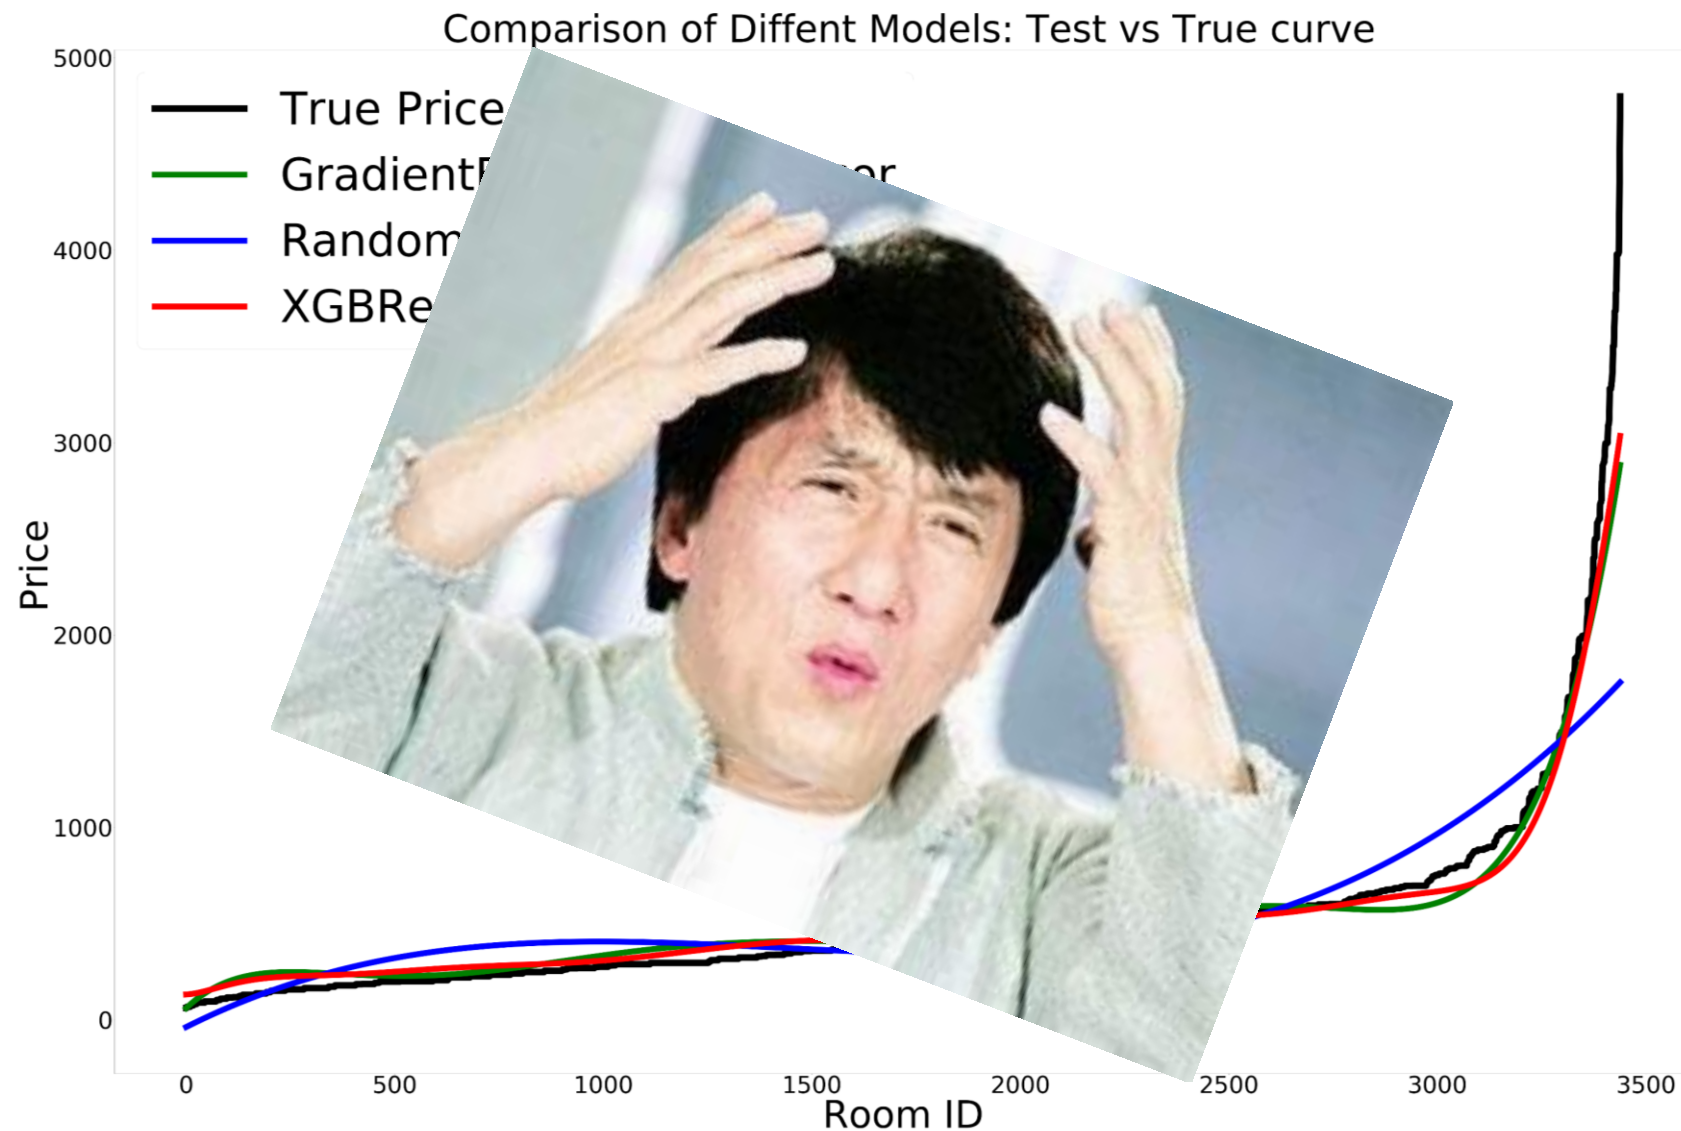 Comparison of Diffent Models: Test vs True curve
True Price
Random
5000
4000
3000
2000
1000
0
Price
0 500 1000 1500 2000 2500 3000 3500
Room ID